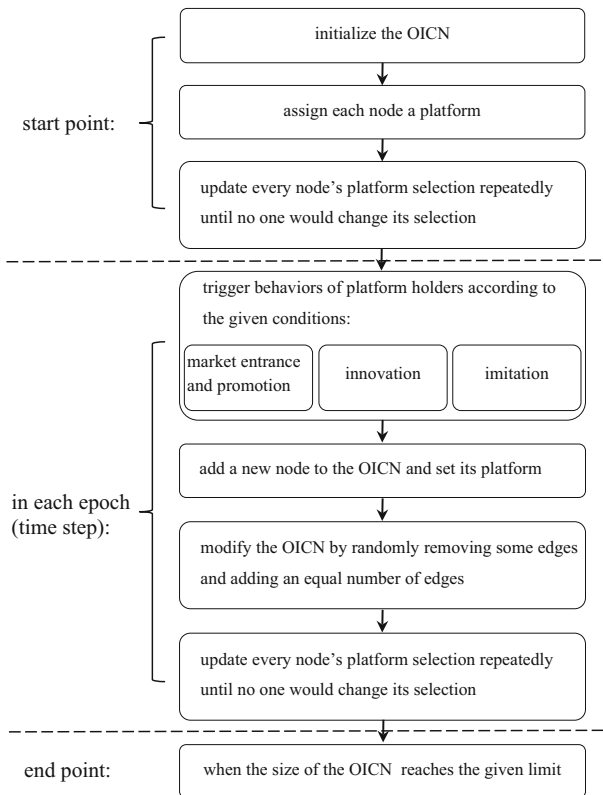 initialize the OICN
start point:
assign each node a platform
update every node's platform selection repeatedly
until no one would change its selection
trigger behaviors of platform holders according to
the given conditions:
market entrance
and promotion
innovation
imitation
add a new node to the OICN and set its platform
in each epoch
(time step):
modify the OICN by randomly removing some edges
and adding an equal number of edges
update every node's platform selection repeatedly
until no one would change its selection
end point:
when the size of the OICN reaches the given limit